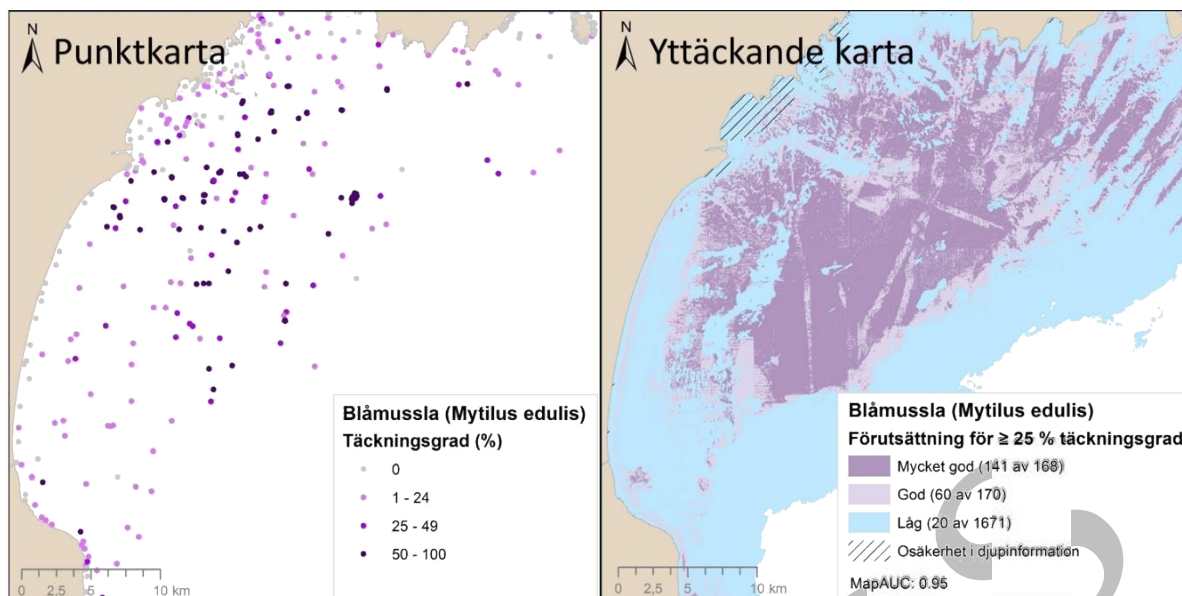 N
Punktkarta
Blåmussla (Mytilus edulis)
Täckningsgrad (%)
0
1 - 24
25 - 49
50 - 100
0 2,5 5 10 km
N
Yttäckande karta
Blåmussla (Mytilus edulis)
Förutsättning för ≥ 25 % täckningsgrad
Mycket god (141 av 168)
God (60 av 170)
Låg (20 av 1671)
Osäkerhet i djupinformation
MapAUC: 0.95
0 2,5 5 10 km